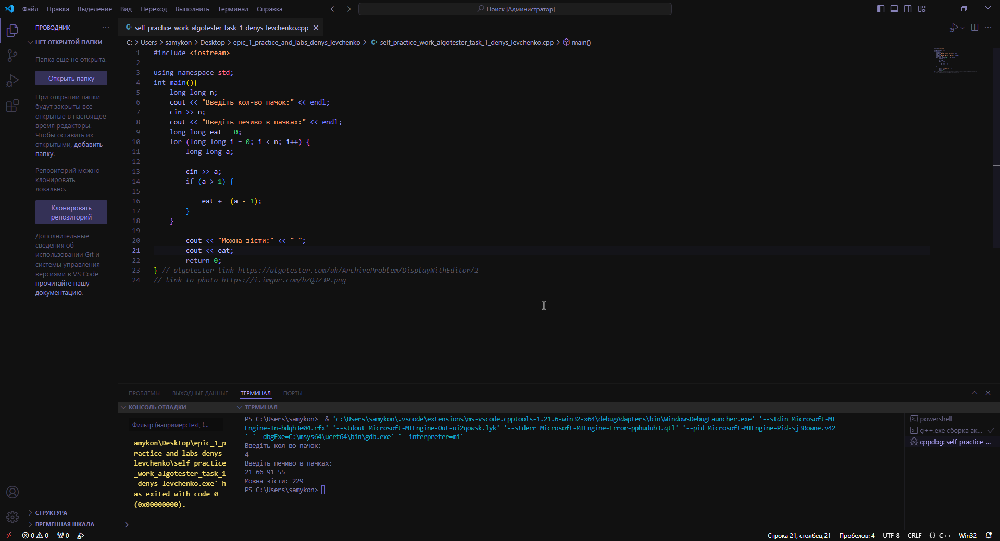 Файл Правка Выделение Вид Переход Выполнить Терминал Справка
Поиск [Администратор]
ПРОВОДНИК
self_practice_work_algotester_task_1_denys_levchenko.cpp
НЕТ ОТКРЫТОЙ ПАПКИ
C: > Users > samykon > Desktop > epic_1_practice_and_labs_denys_levchenko > self_practice_work_algotester_task_1_denys_levchenko.cpp > main()
Папка еще не открыта.
Открыть папку
При открытии папки
будут закрыты все
открытые в настоящее
время редакторы.
Чтобы оставить их
открытыми, добавить
папку.
Репозиторий можно
клонировать
локально.
Клонировать
репозиторий
Дополнительные
сведения об
использовании Git и
системы управления
версиями в VS Code
прочитайте нашу
документацию.
СТРУКТУРА
ВРЕМЕННАЯ ШКАЛА
1 #include <iostream>
2
3 using namespace std;
4 int main(){
5 long long n;
6 cout << "Введіть кол-во пачок:" << endl;
7 cin >> n;
8 cout << "Введіть печиво в пачках:" << endl;
9 long long eat = 0;
10 for (long long i = 0; i < n; i++) {
11 long long a;
12
13 cin >> a;
14 if (a > 1) {
15
16 eat += (a - 1);
17 }
18 }
19
20 cout << "Можна зісти:" << " ";
21 cout << eat;
22 return 0;
23 } // algotester link https://algotester.com/uk/ArchiveProblem/DisplayWithEditor/2
24 // link to photo https://i.imgur.com/bZQJZ3P.png
ПРОБЛЕМЫ ВЫХОДНЫЕ ДАННЫЕ ТЕРМИНАЛ ПОРТЫ
КОНСОЛЬ ОТЛАДКИ
Фильтр (например: text, !...
amykon\Desktop\epic_1_p
ractice_and_labs_denys_
levchenko\self_practice
_work_algotester_task_1
_denys_levchenko.exe' h
as exited with code 0
(0x00000000).
ТЕРМИНАЛ
PS C:\Users\samykon> & 'c:\Users\samykon\.vscode\extensions\ms-vscode.cpptools-1.21.6-win32-x64\debugAdapters\bin\WindowsDebugLauncher.exe' '--stdin=Microsoft-MI
Engine-In-bdqh3e04.rfx' '--stdout=Microsoft-MIEngine-Out-ui2qowsk.lyk' '--stderr=Microsoft-MIEngine-Error-pphudub3.qtl' '--pid=Microsoft-MIEngine-Pid-sj30owne.v42
' '--dbgExe=C:\msys64\ucrt64\bin\gdb.exe' '--interpreter=mi'
Введіть кол-во пачок:
4
Введіть печиво в пачках:
21 66 91 55
Можна зісти: 229
PS C:\Users\samykon>
powershell
g++.exe сборка ак...
cppdbg: self_practice_...
0 0 0
Строка 21, столбец 21 Пробелов: 4 UTF-8 CRLF {} C++ Win32